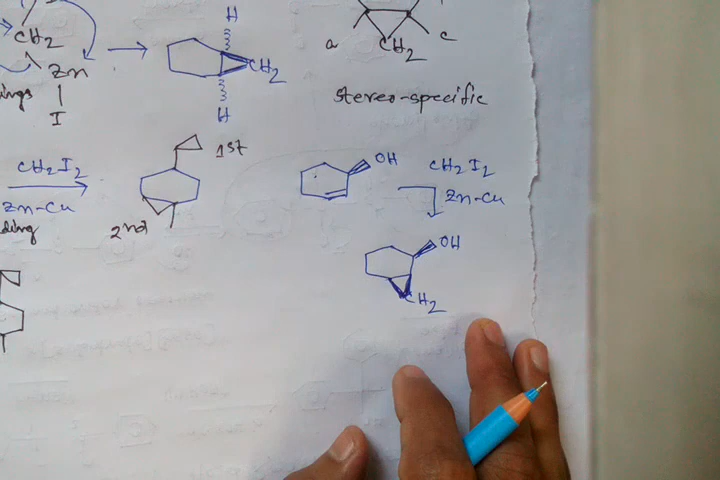 CH2
Zn
I
H
CH2
H
a
CH2
c
stereo-specific
CH2I2
Zn-Cu
1st
2nd
OH
CH2I2
Zn-Cu
OH
CH2